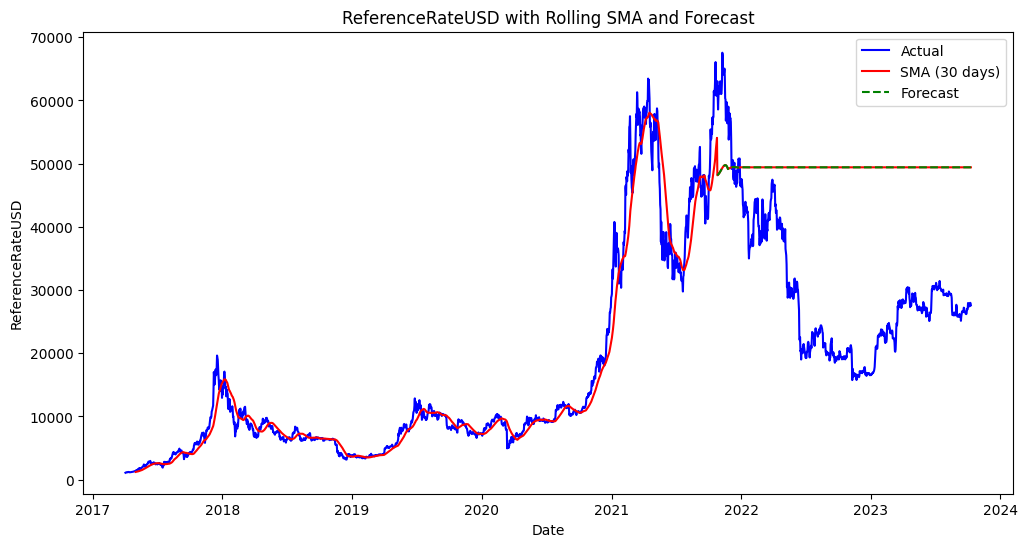 ReferenceRateUSD with Rolling SMA and Forecast
Actual
SMA (30 days)
Forecast
70000
60000
50000
40000
30000
20000
10000
0
ReferenceRateUSD
2017 2018 2019 2020 2021 2022 2023 2024
Date